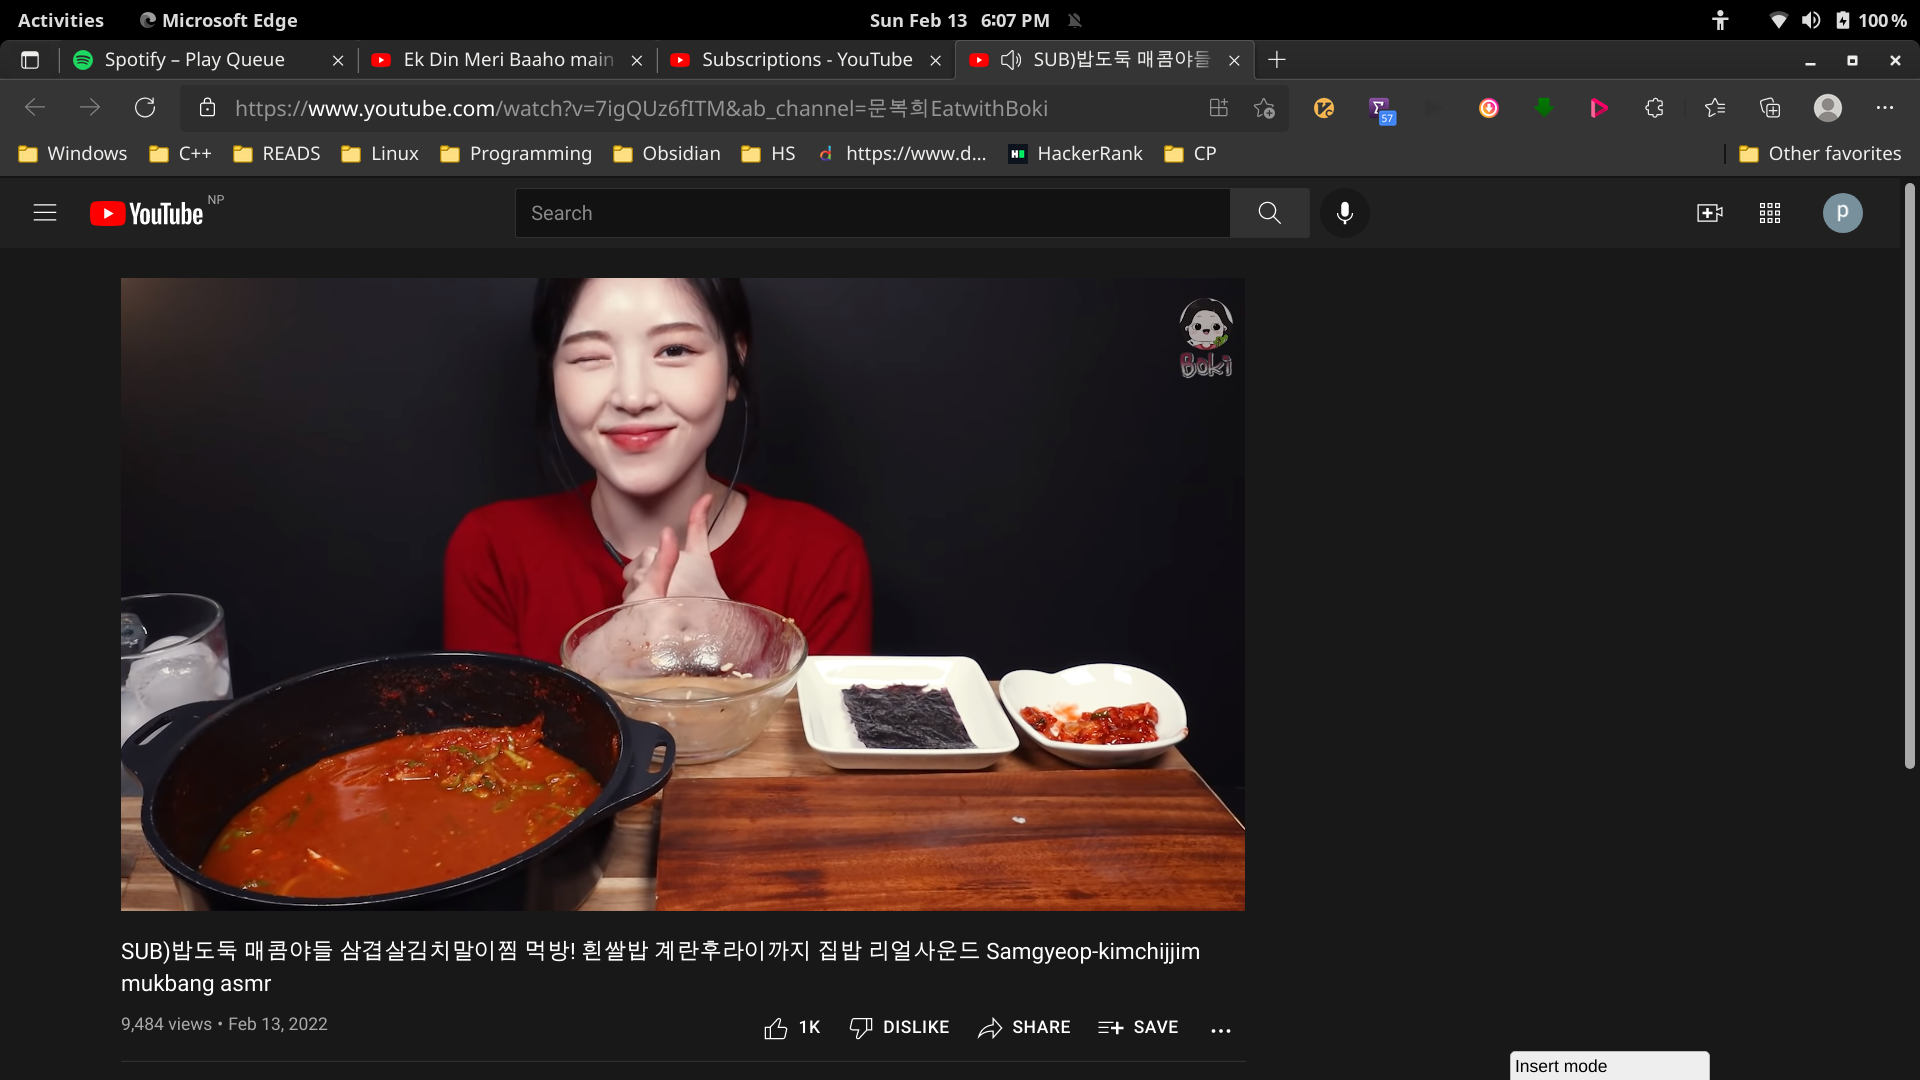 Activities
Microsoft Edge
Sun Feb 13 6:07 PM
100 %
Spotify – Play Queue
Ek Din Meri Baaho main
Subscriptions - YouTube
SUB)밥도둑 매콤야들
https://www.youtube.com/watch?v=7igQUz6fITM&ab_channel=문복희EatwithBoki
57
Windows
C++
READS
Linux
Programming
Obsidian
HS
https://www.d...
HackerRank
CP
Other favorites
YouTube NP
Search
p
Boki
SUB)밥도둑 매콤야들 삼겹살김치말이찜 먹방! 흰쌀밥 계란후라이까지 집밥 리얼사운드 Samgyeop-kimchijjim
mukbang asmr
9,484 views • Feb 13, 2022
1K
DISLIKE
SHARE
SAVE
Insert mode